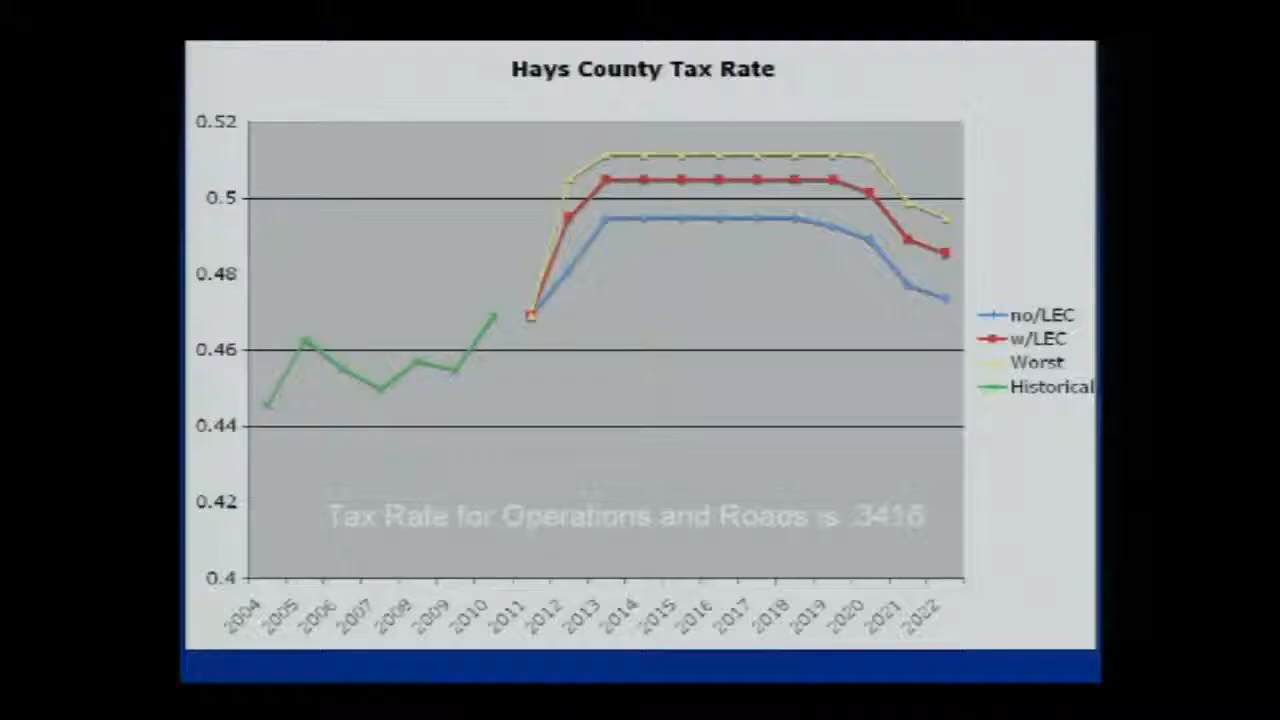 Hays County Tax Rate
0.52
0.5
0.48
0.46
0.44
0.42
0.4
Tax Rate for Operations and Roads is .3416
2004 2005 2006 2007 2008 2009 2010 2011 2012 2013 2014 2015 2016 2017 2018 2019 2020 2021 2022
no/LEC
w/LEC
Worst
Historical